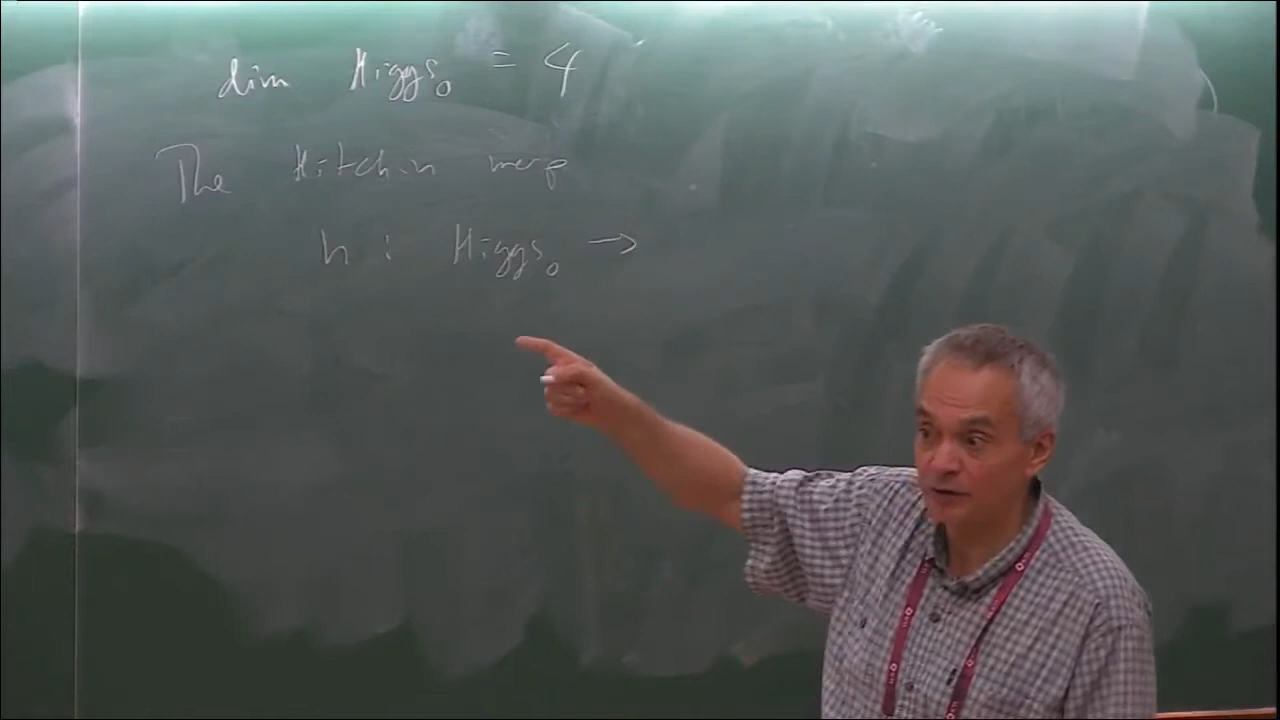 dim Higgs₀ = 4
The Hitchin map
h : Higgs₀ →